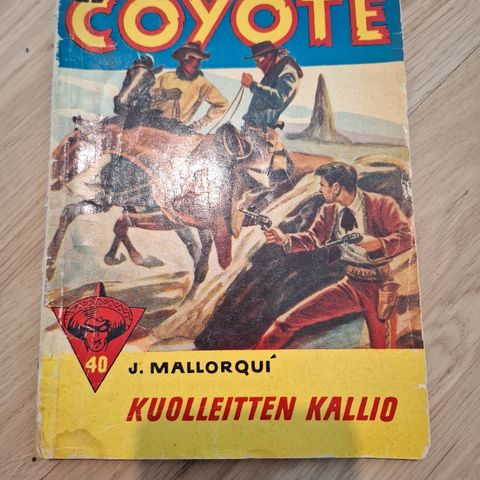 COYOTE
40
J. MALLORQUÍ
KUOLLEITTEN KALLIO